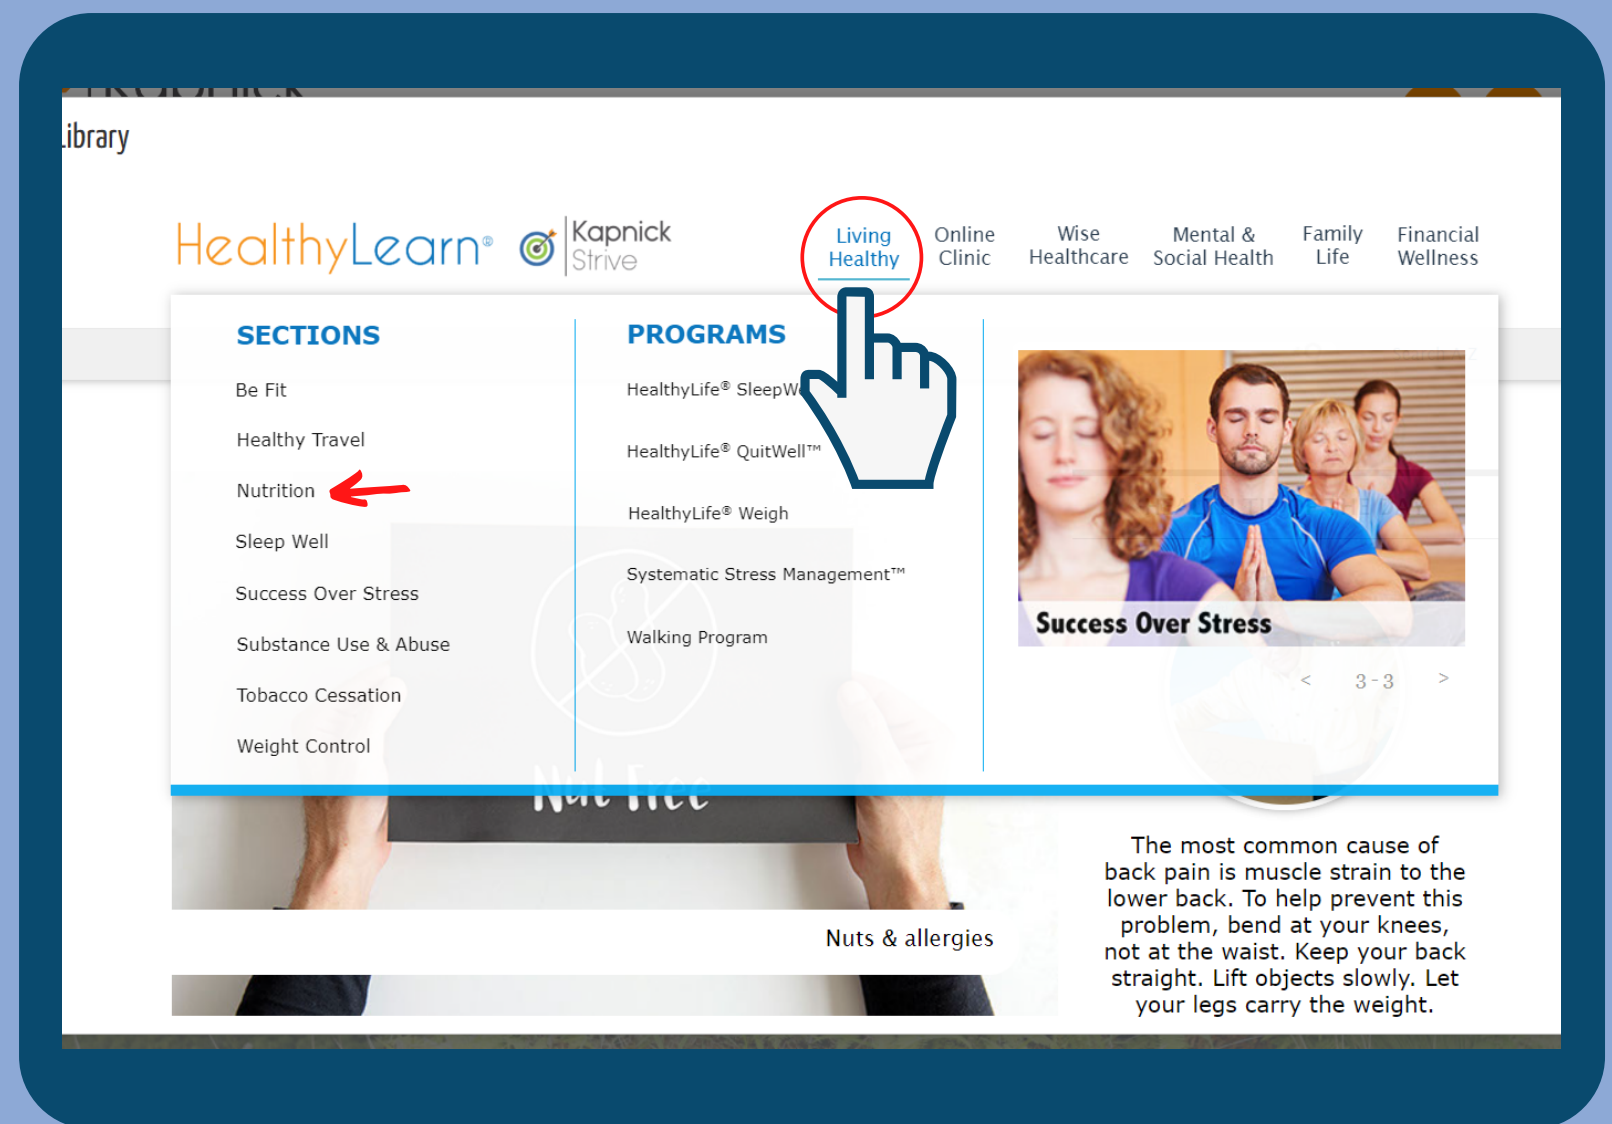 Kapnick
Library
HealthyLearn®
Kapnick
Strive
Living
Healthy
Online
Clinic
Wise
Healthcare
Mental &
Social Health
Family
Life
Financial
Wellness
SECTIONS
Be Fit
Healthy Travel
Nutrition
Sleep Well
Success Over Stress
Substance Use & Abuse
Tobacco Cessation
Weight Control
PROGRAMS
HealthyLife® SleepW
HealthyLife® QuitWell™
HealthyLife® Weigh
Systematic Stress Management™
Walking Program
Success Over Stress
< 3 - 3 >
Nut Free
Nuts & allergies
The most common cause of
back pain is muscle strain to the
lower back. To help prevent this
problem, bend at your knees,
not at the waist. Keep your back
straight. Lift objects slowly. Let
your legs carry the weight.